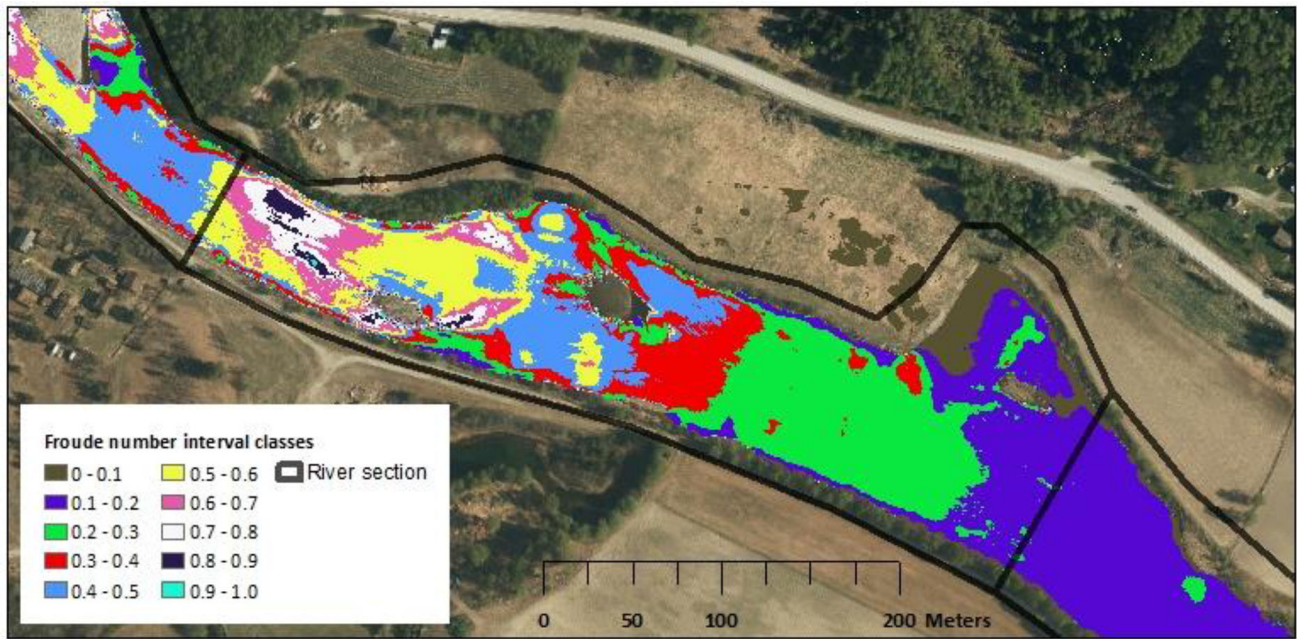 Froude number interval classes
0 - 0.1 0.5 - 0.6 River section
0.1 - 0.2 0.6 - 0.7
0.2 - 0.3 0.7 - 0.8
0.3 - 0.4 0.8 - 0.9
0.4 - 0.5 0.9 - 1.0
0 50 100 200 Meters